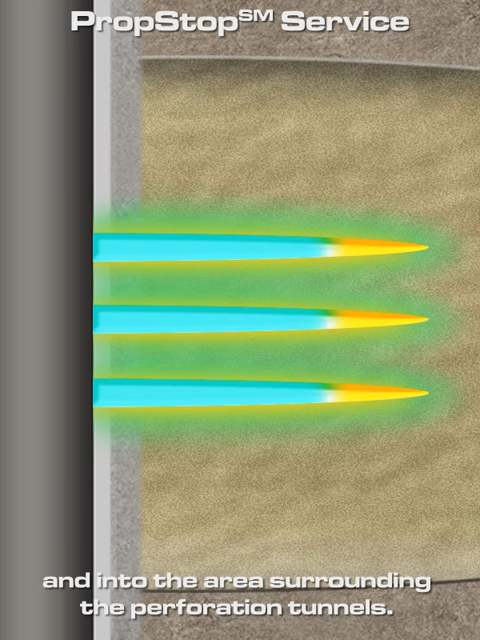 PropStop℠ Service
and into the area surrounding
the perforation tunnels.